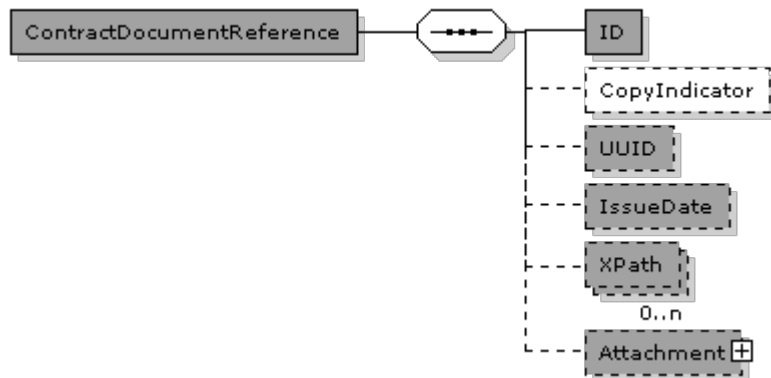 ContractDocumentReference
ID
CopyIndicator
UUID
IssueDate
XPath
0..n
Attachment